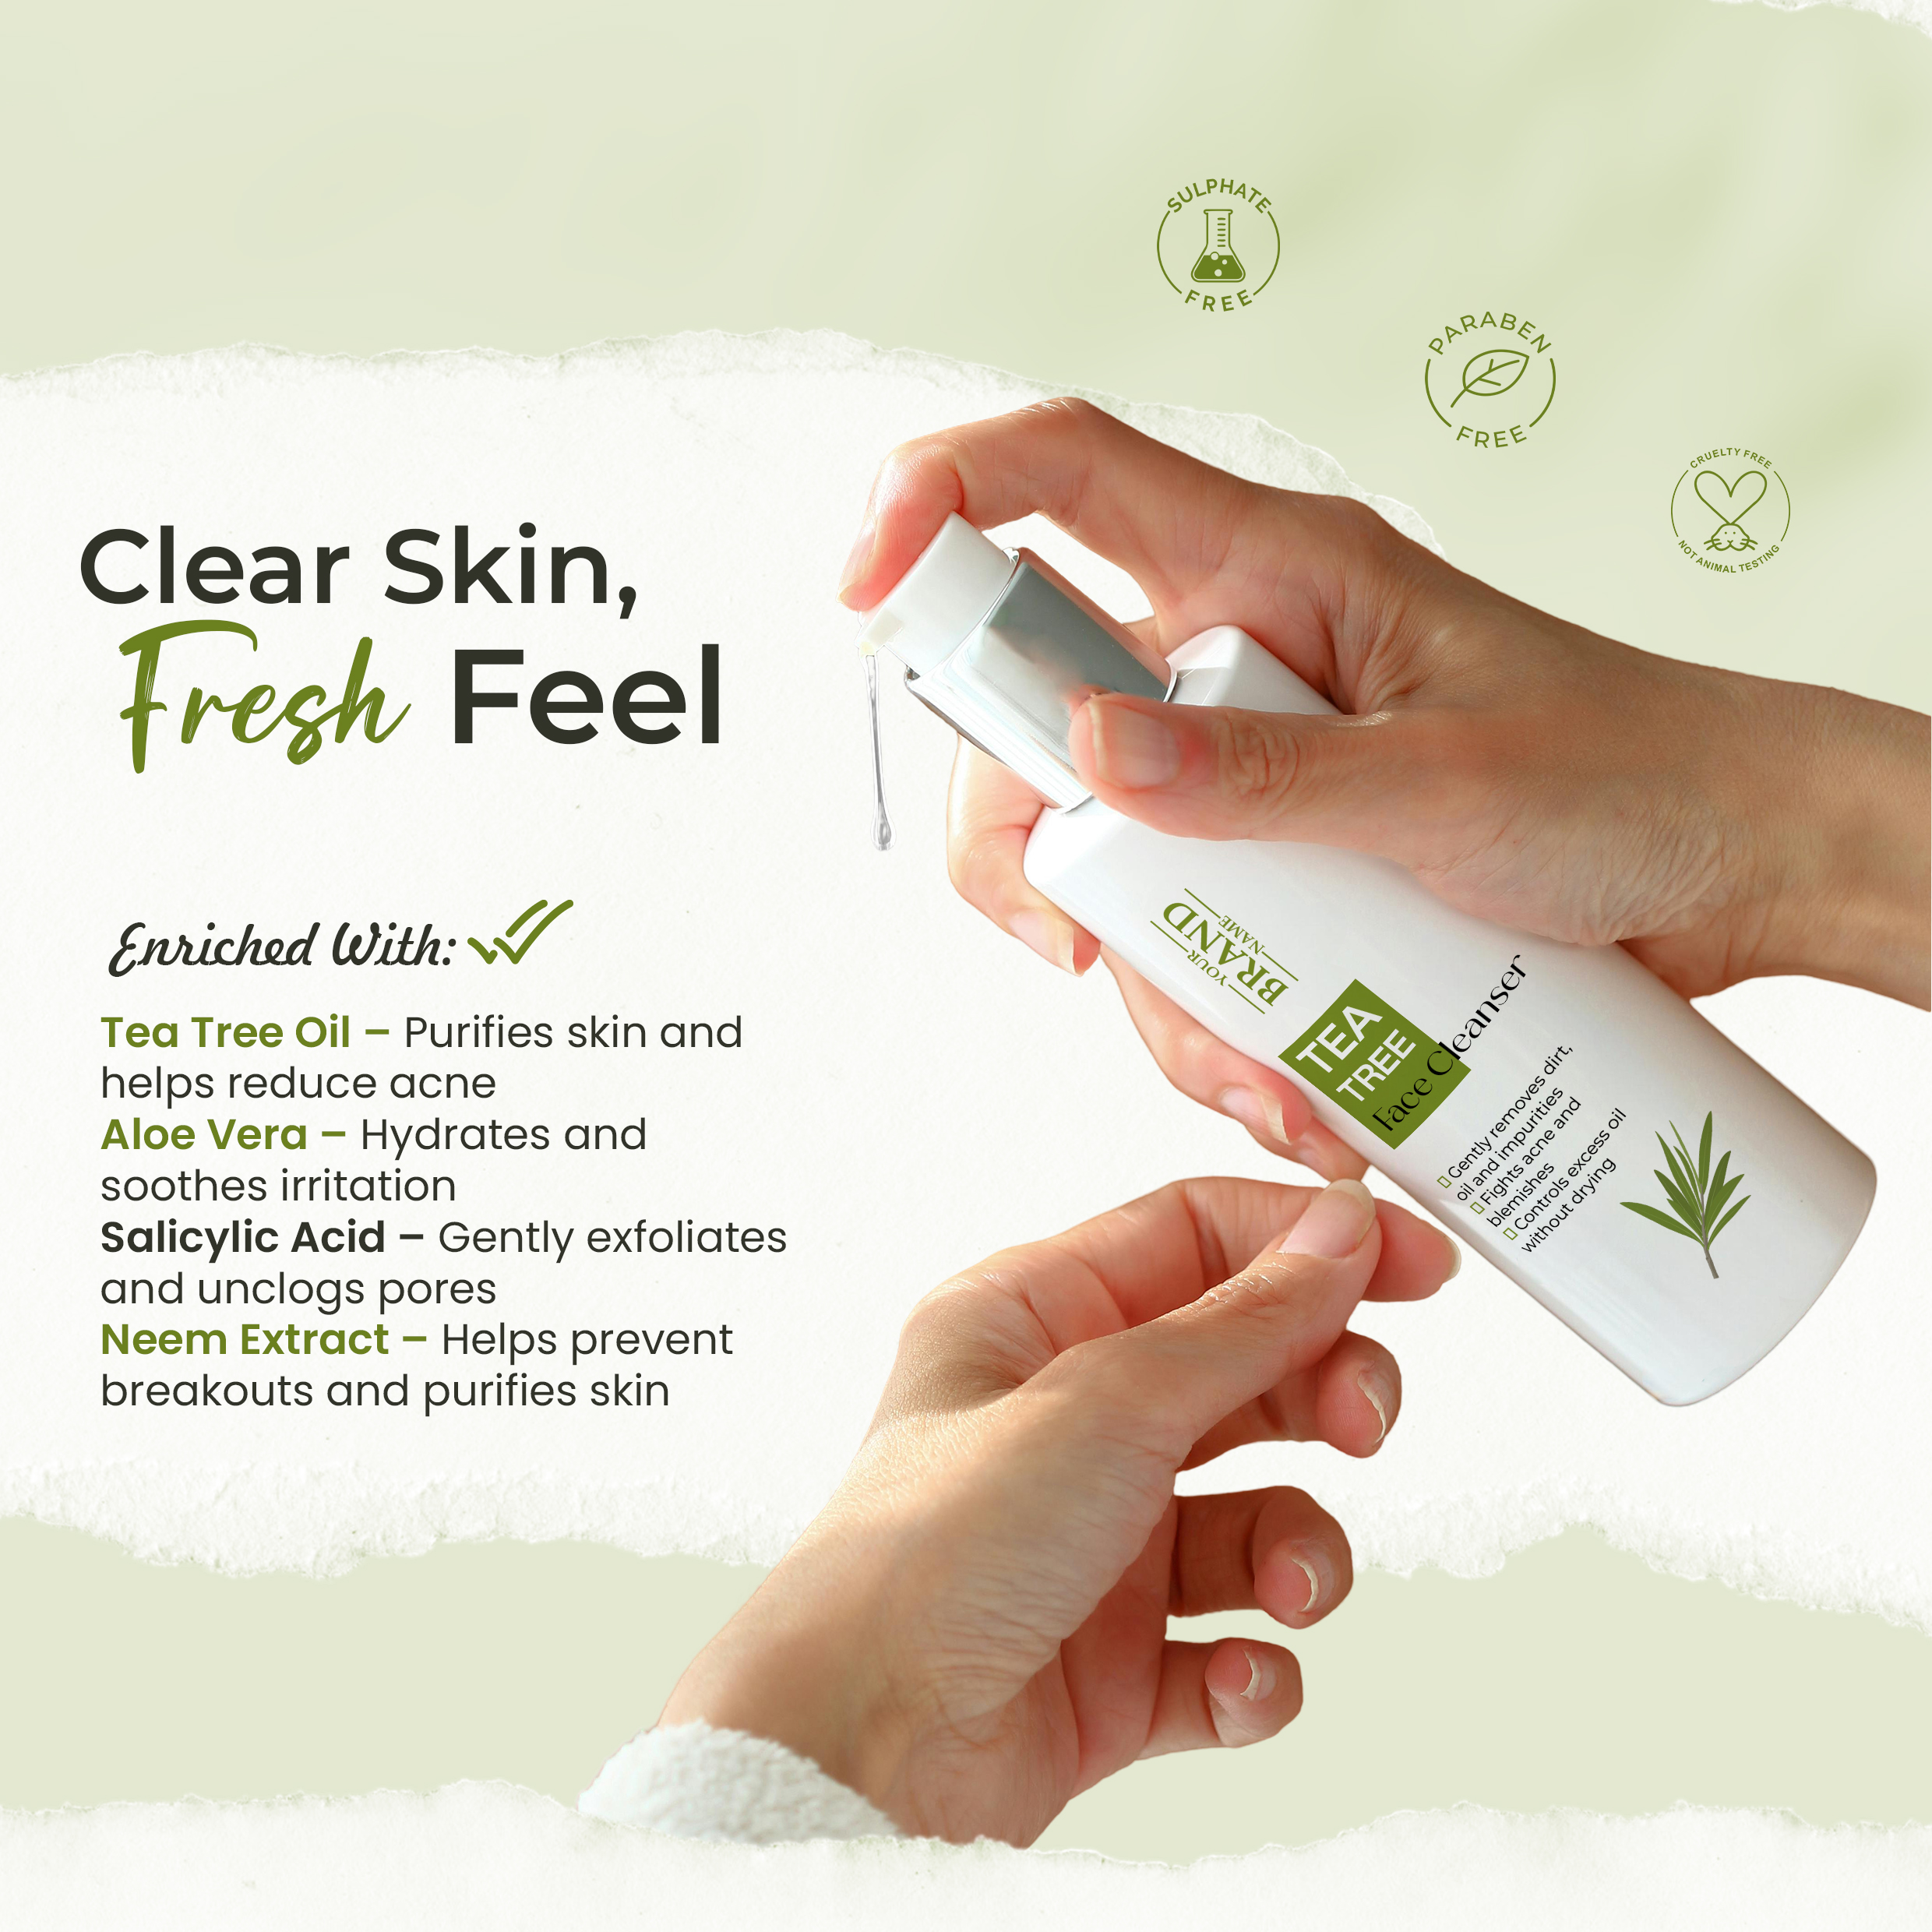 SULPHATE
FREE
PARABEN
FREE
CRUELTY FREE
NOT ANIMAL TESTING
Clear Skin,
Fresh Feel
Enriched With:
Tea Tree Oil – Purifies skin and
helps reduce acne
Aloe Vera – Hydrates and
soothes irritation
Salicylic Acid – Gently exfoliates
and unclogs pores
Neem Extract – Helps prevent
breakouts and purifies skin
YOUR
BRAND
NAME
TEA
TREE
Face Cleanser
Gently removes dirt,
oil and impurities
Fights acne and
blemishes
Controls excess oil
without drying